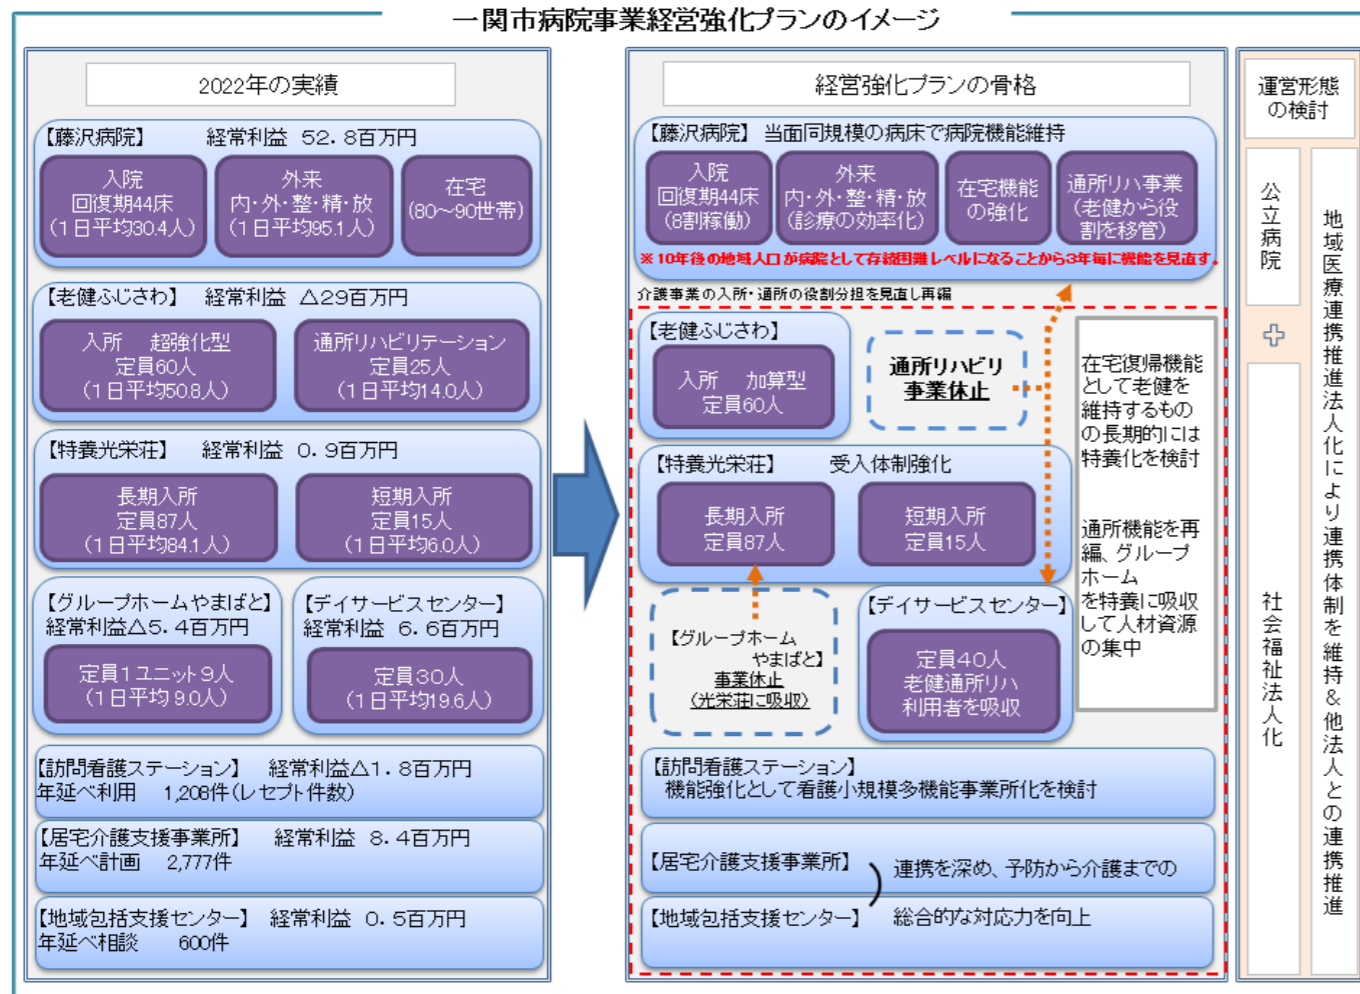 一関市病院事業経営強化プランのイメージ
2022年の実績
【藤沢病院】 経常利益 52.8百万円
入院
回復期44床
(1日平均30.4人)
外来
内・外・整・精・放
(1日平均95.1人)
在宅
(80~90世帯)
【老健ふじさわ】 経常利益 △29百万円
入所 超強化型
定員60人
(1日平均50.8人)
通所リハビリテーション
定員25人
(1日平均14.0人)
【特養光栄荘】 経常利益 0.9百万円
長期入所
定員87人
(1日平均84.1人)
短期入所
定員15人
(1日平均6.0人)
【グループホームやまばと】
経常利益△5.4百万円
定員1ユニット9人
(1日平均9.0人)
【デイサービスセンター】
経常利益 6.6百万円
定員30人
(1日平均19.6人)
【訪問看護ステーション】 経常利益△1.8百万円
年延べ利用 1,208件(レセプト件数)
【居宅介護支援事業所】 経常利益 8.4百万円
年延べ計画 2,777件
【地域包括支援センター】 経常利益 0.5百万円
年延べ相談 600件
経営強化プランの骨格
【藤沢病院】 当面同規模の病床で病院機能維持
入院
回復期44床
(8割稼働)
外来
内・外・整・精・放
(診療の効率化)
在宅機能
の強化
通所リハ事業
(老健から役
割を移管)
※10年後の地域人口が病院として存続困難レベルになることから3年毎に機能を見直す。
介護事業の入所・通所の役割分担を見直し再編
【老健ふじさわ】
入所 加算型
定員60人
通所リハビリ
事業休止
在宅復帰機能
として老健を
維持するもの
の長期的には
特養化を検討
通所機能を再
編、グループ
ホーム
を特養に吸収
して人材資源
の集中
【特養光栄荘】 受入体制強化
長期入所
定員87人
短期入所
定員15人
【グループホーム
やまばと】
事業休止
(光栄荘に吸収)
【デイサービスセンター】
定員40人
老健通所リハ
利用者を吸収
【訪問看護ステーション】
機能強化として看護小規模多機能事業所化を検討
【居宅介護支援事業所】
【地域包括支援センター】
連携を深め、予防から介護までの
総合的な対応力を向上
運営形態
の検討
公立病院
社会福祉法人化
地域医療連携推進法人化により連携体制を維持&他法人との連携推進